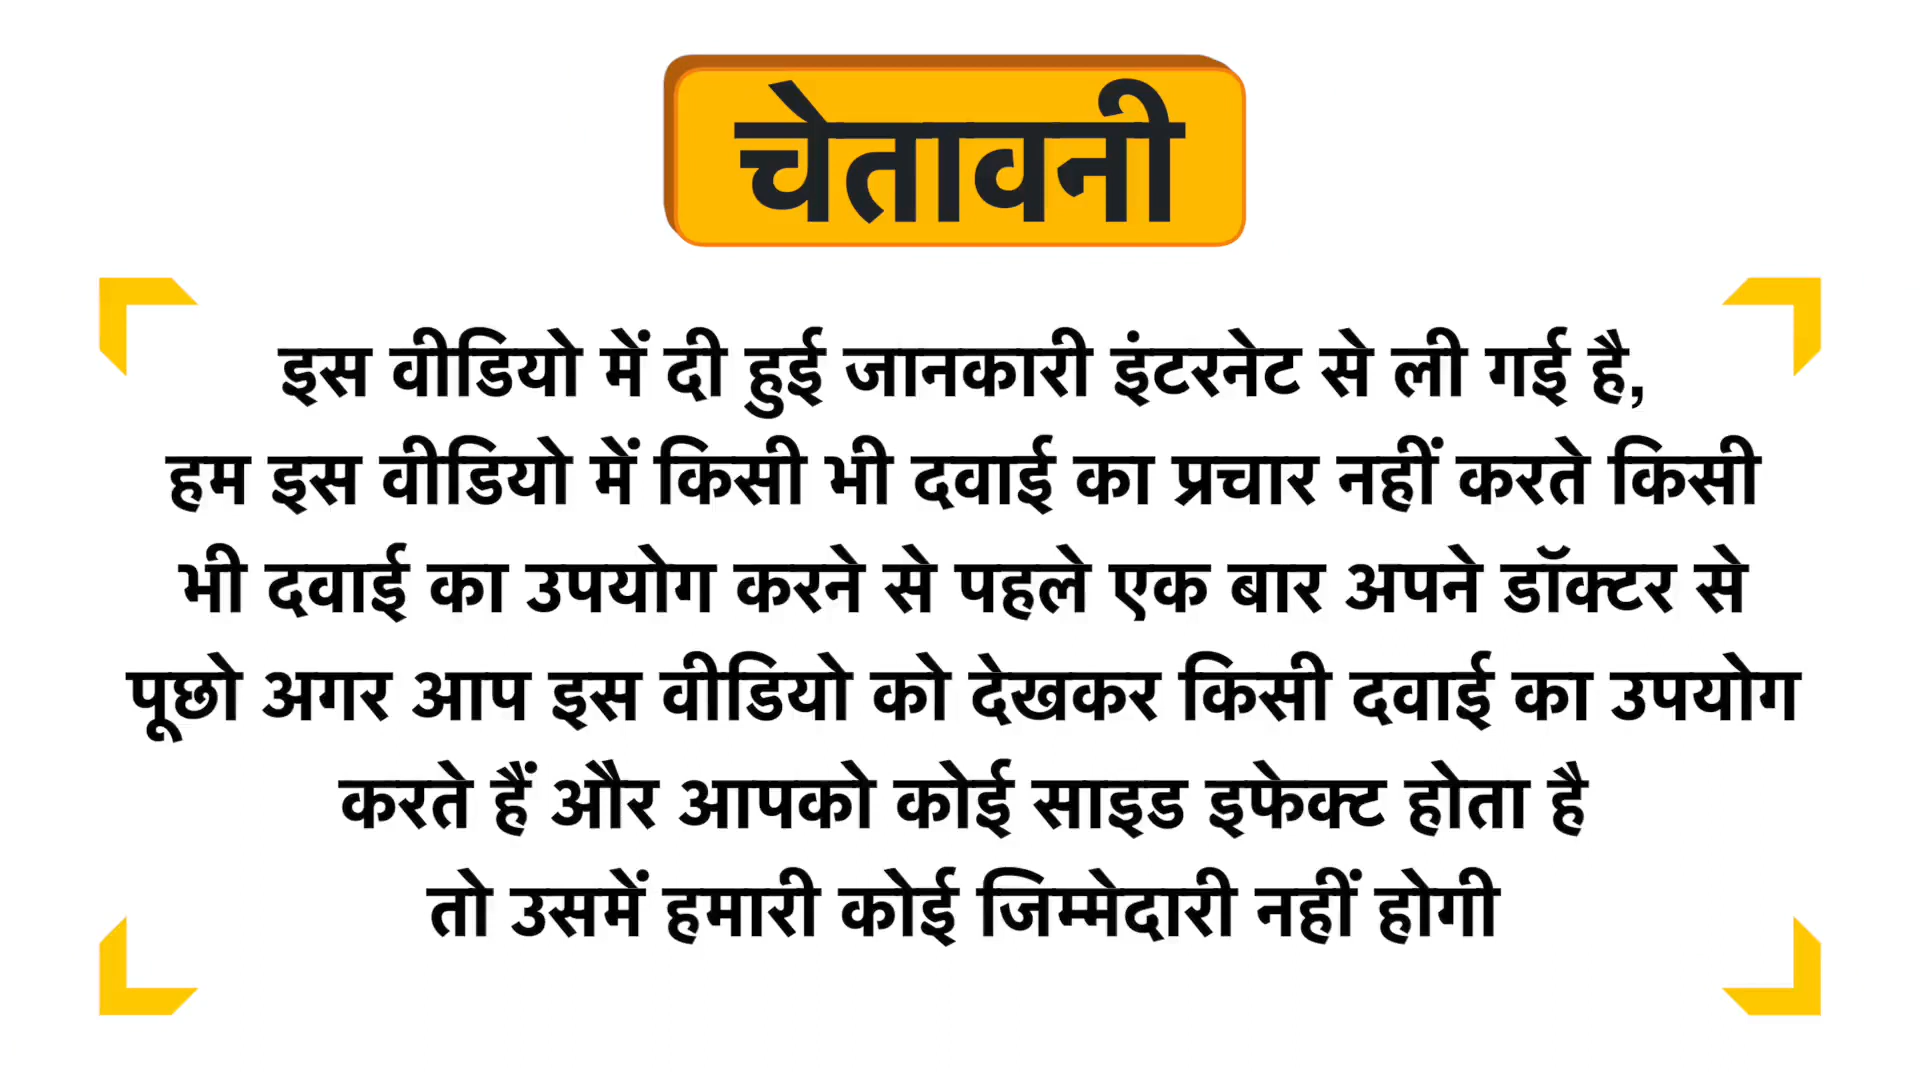 चेतावनी
इस वीडियो में दी हुई जानकारी इंटरनेट से ली गई है,
हम इस वीडियो में किसी भी दवाई का प्रचार नहीं करते किसी
भी दवाई का उपयोग करने से पहले एक बार अपने डॉक्टर से
पूछो अगर आप इस वीडियो को देखकर किसी दवाई का उपयोग
करते हैं और आपको कोई साइड इफेक्ट होता है
तो उसमें हमारी कोई जिम्मेदारी नहीं होगी